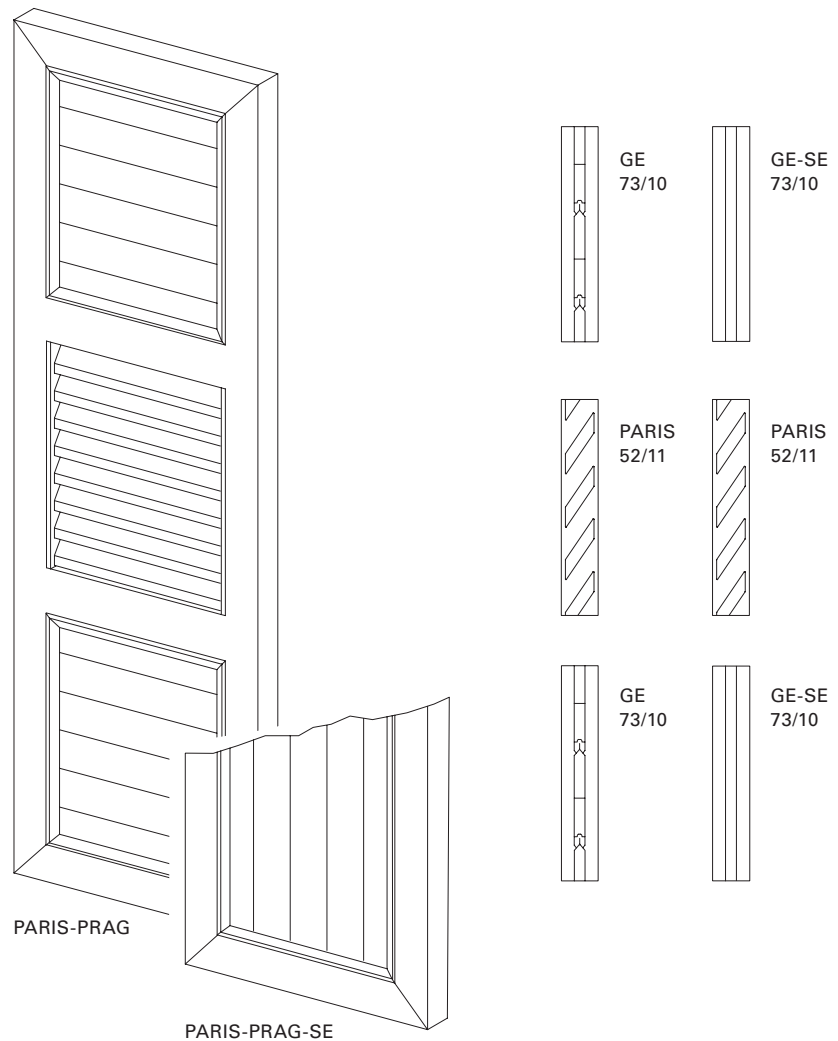 GE
73/10
GE-SE
73/10
PARIS
52/11
PARIS
52/11
GE
73/10
GE-SE
73/10
PARIS-PRAG
PARIS-PRAG-SE